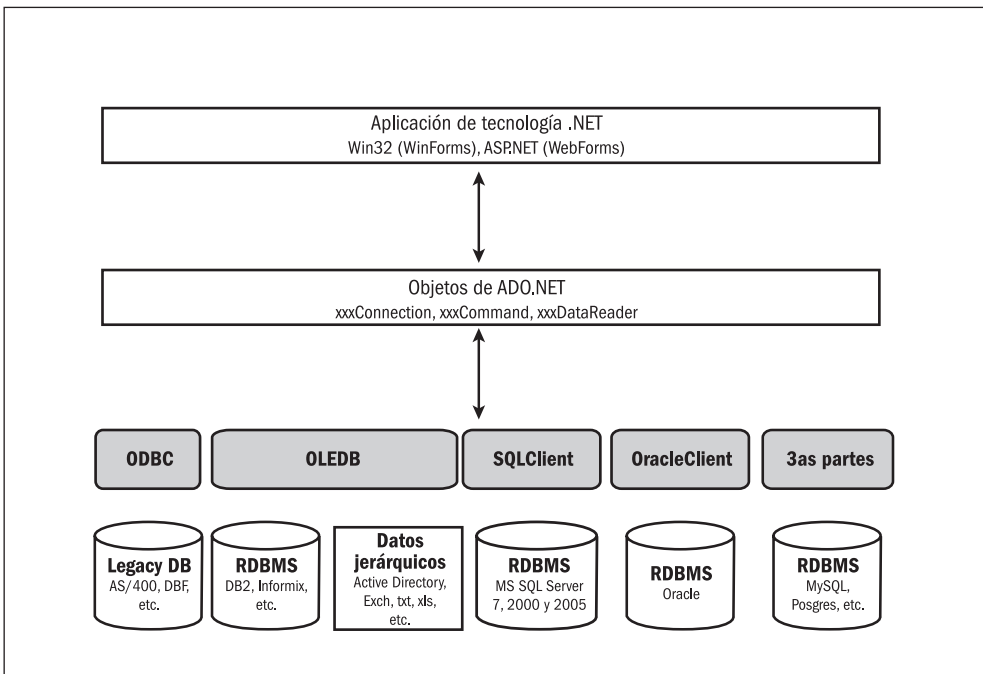 Aplicación de tecnología .NET
Win32 (WinForms), ASP.NET (WebForms)
Objetos de ADO.NET
xxxConnection, xxxCommand, xxxDataReader
ODBC
OLEDB
SQLClient
OracleClient
3as partes
Legacy DB
AS/400, DBF,
etc.
RDBMS
DB2, Informix,
etc.
Datos
jerárquicos
Active Directory,
Exch, txt, xls,
etc.
RDBMS
MS SQL Server
7, 2000 y 2005
RDBMS
Oracle
RDBMS
MySQL,
Posgres, etc.